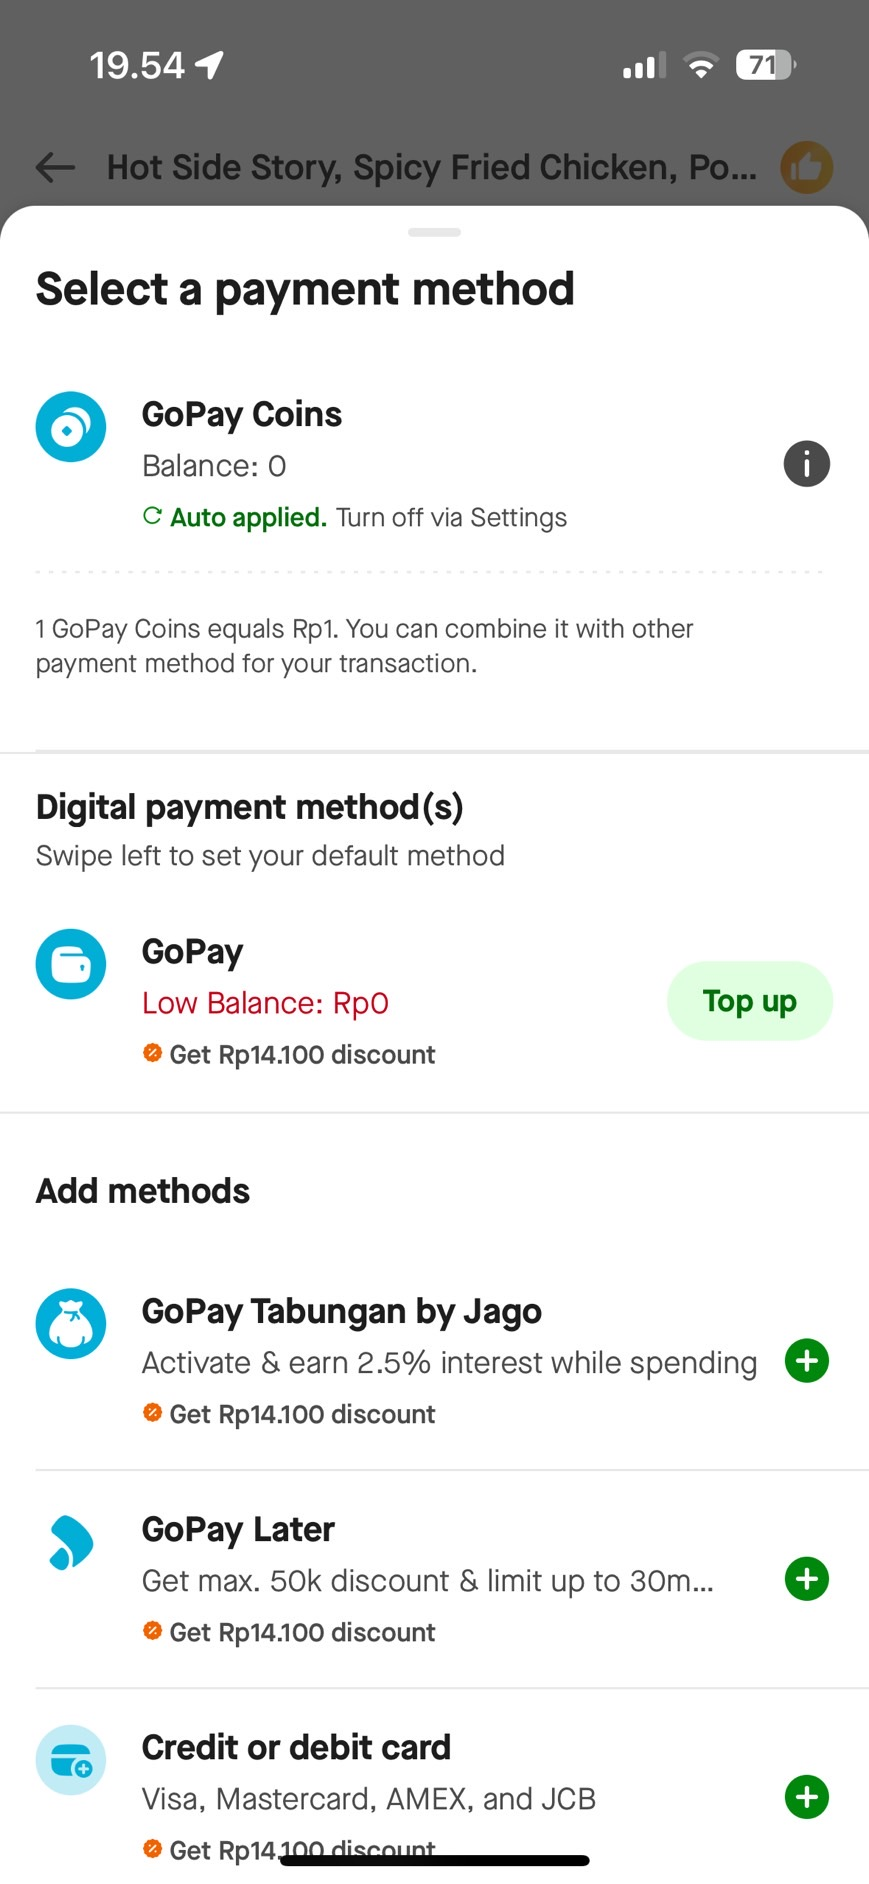 19.54
71
Hot Side Story, Spicy Fried Chicken, Po...
Select a payment method
GoPay Coins
Balance: 0
Auto applied. Turn off via Settings
1 GoPay Coins equals Rp1. You can combine it with other
payment method for your transaction.
Digital payment method(s)
Swipe left to set your default method
GoPay
Low Balance: Rp0
Top up
Get Rp14.100 discount
Add methods
GoPay Tabungan by Jago
Activate & earn 2.5% interest while spending
Get Rp14.100 discount
GoPay Later
Get max. 50k discount & limit up to 30m...
Get Rp14.100 discount
Credit or debit card
Visa, Mastercard, AMEX, and JCB
Get Rp14.100 discount